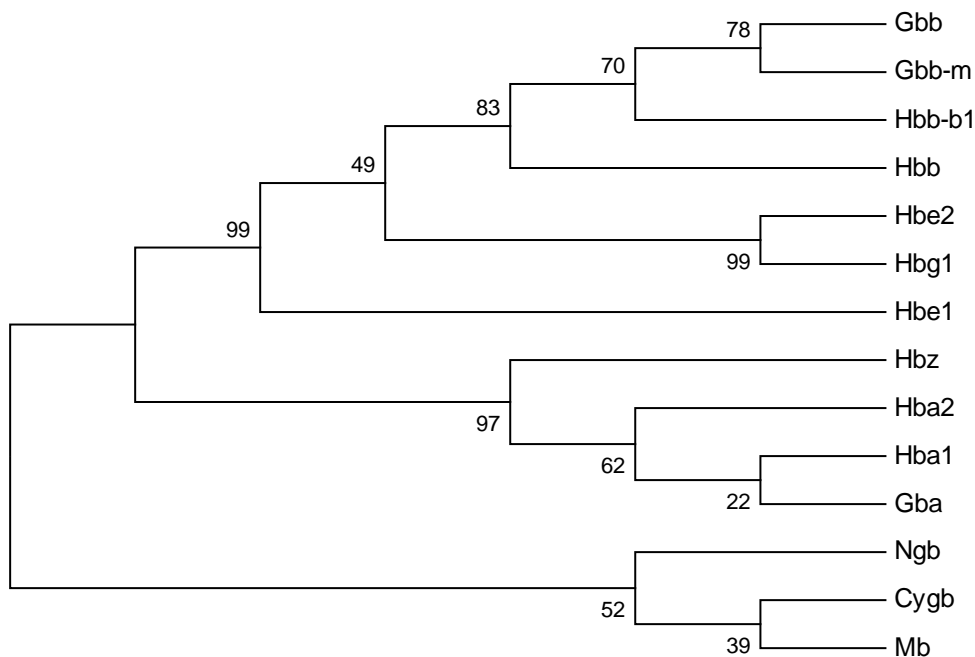 Gbb
78
Gbb-m
70
Hbb-b1
83
Hbb
49
Hbe2
99
Hbg1
99
Hbe1
Hbz
97
Hba2
62
Hba1
22
Gba
Ngb
52
Cygb
39
Mb